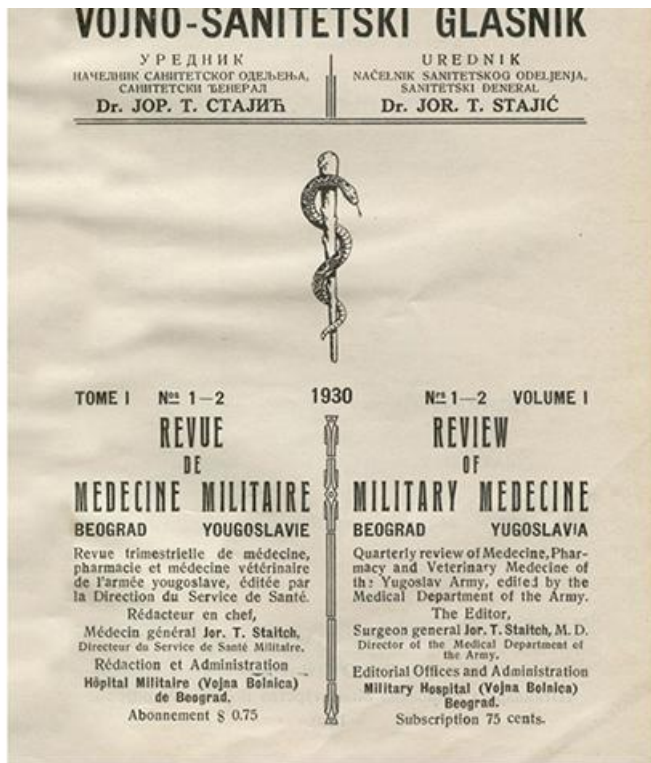 VOJNO-SANITETSKI GLASNIK
УРЕДНИК
НАЧЕЛНИК САНИТЕТСКОГ ОДЕЉЕЊА,
САНИТЕТСКИ ЂЕНЕРАЛ
Dr. ЈОР. Т. СТАЈИЋ
UREDNIK
NAČELNIK SANITETSKOG ODELJENJA,
SANITETSKI ĐENERAL
Dr. JOR. T. STAJIĆ
TOME I Nos 1—2
1930
Nrs 1—2 VOLUME I
REVUE
DE
MEDECINE MILITAIRE
BEOGRAD YOUGOSLAVIE
Revue trimestrielle de médecine,
pharmacie et médecine vétérinaire
de l'armée yougoslave, éditée par
la Direction du Service de Santé.
Rédacteur en chef,
Médecin général Jor. T. Staitch,
Directeur du Service de Santé Militaire.
Rédaction et Administration
Hôpital Militaire (Vojna Bolnica)
de Beograd.
Abonnement $ 0.75
REVIEW
OF
MILITARY MEDECINE
BEOGRAD YUGOSLAVIA
Quarterly review of Medecine, Phar-
macy and Veterinary Medecine of
the Yugoslav Army, edited by the
Medical Department of the Army.
The Editor,
Surgeon general Jor. T. Staitch, M. D.
Director of the Medical Department of
the Army.
Editorial Offices and Administration
Military Hospital (Vojna Bolnica)
Beograd.
Subscription 75 cents.